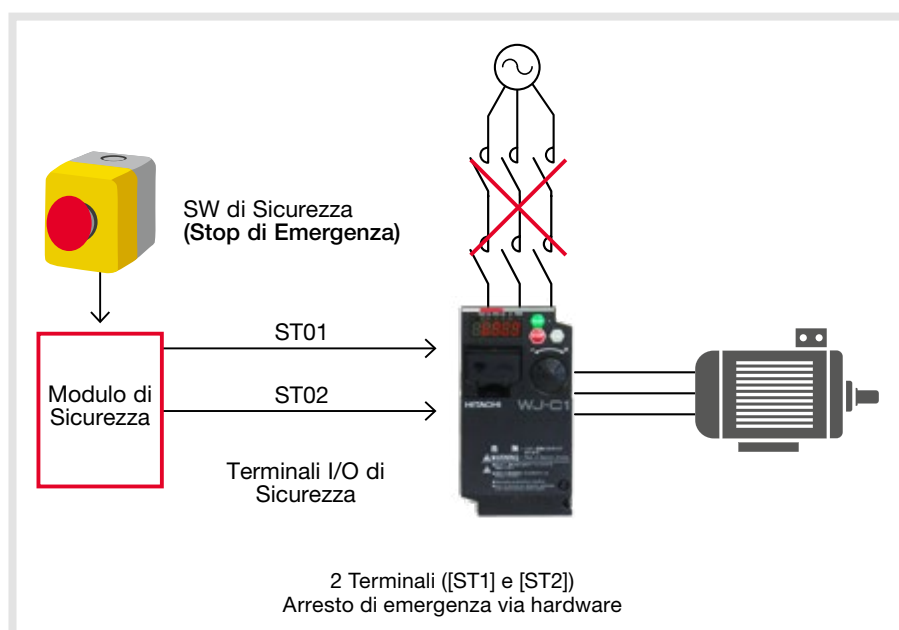 SW di Sicurezza
(Stop di Emergenza)
ST01
ST02
Modulo di
Sicurezza
Terminali I/O di
Sicurezza
HITACHI
WJ-C1
2 Terminali ([ST1] e [ST2])
Arresto di emergenza via hardware